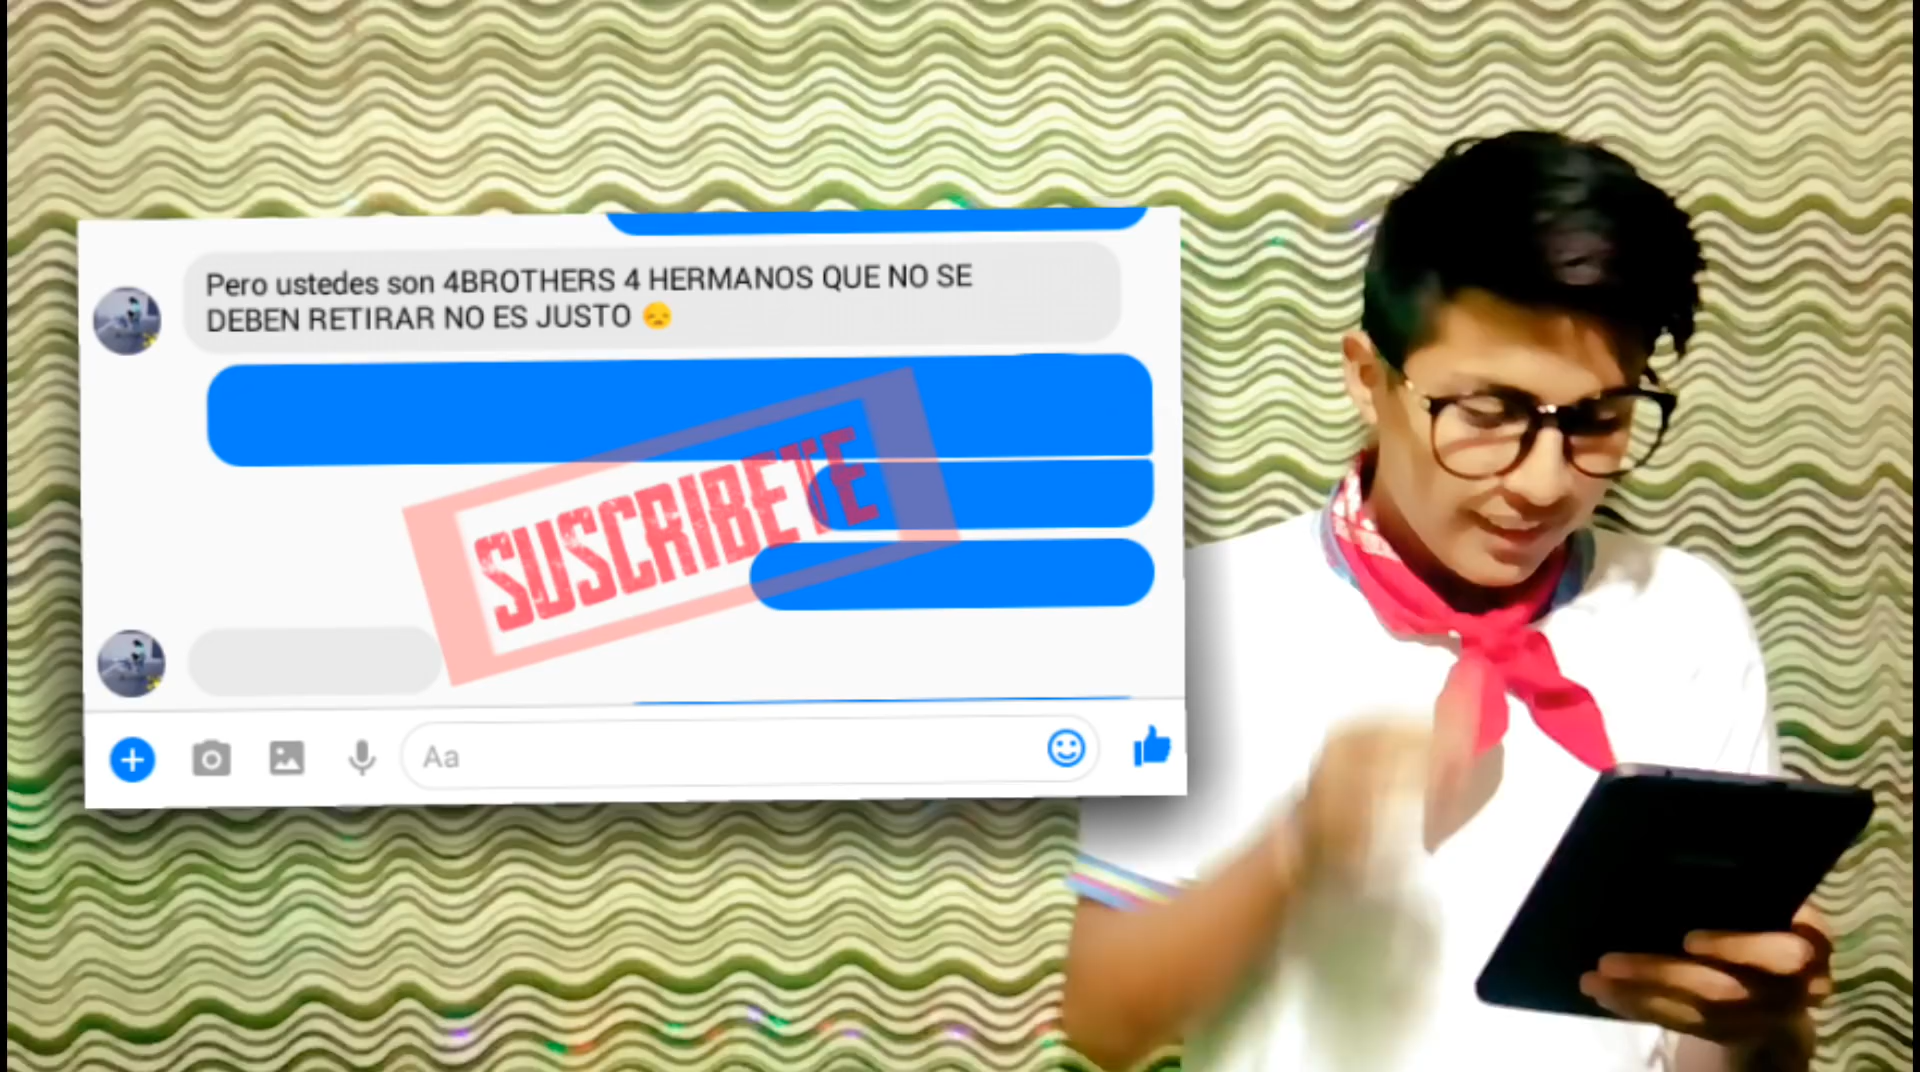 Pero ustedes son 4BROTHERS 4 HERMANOS QUE NO SE
DEBEN RETIRAR NO ES JUSTO 😞
SUSCRIBETE
Aa